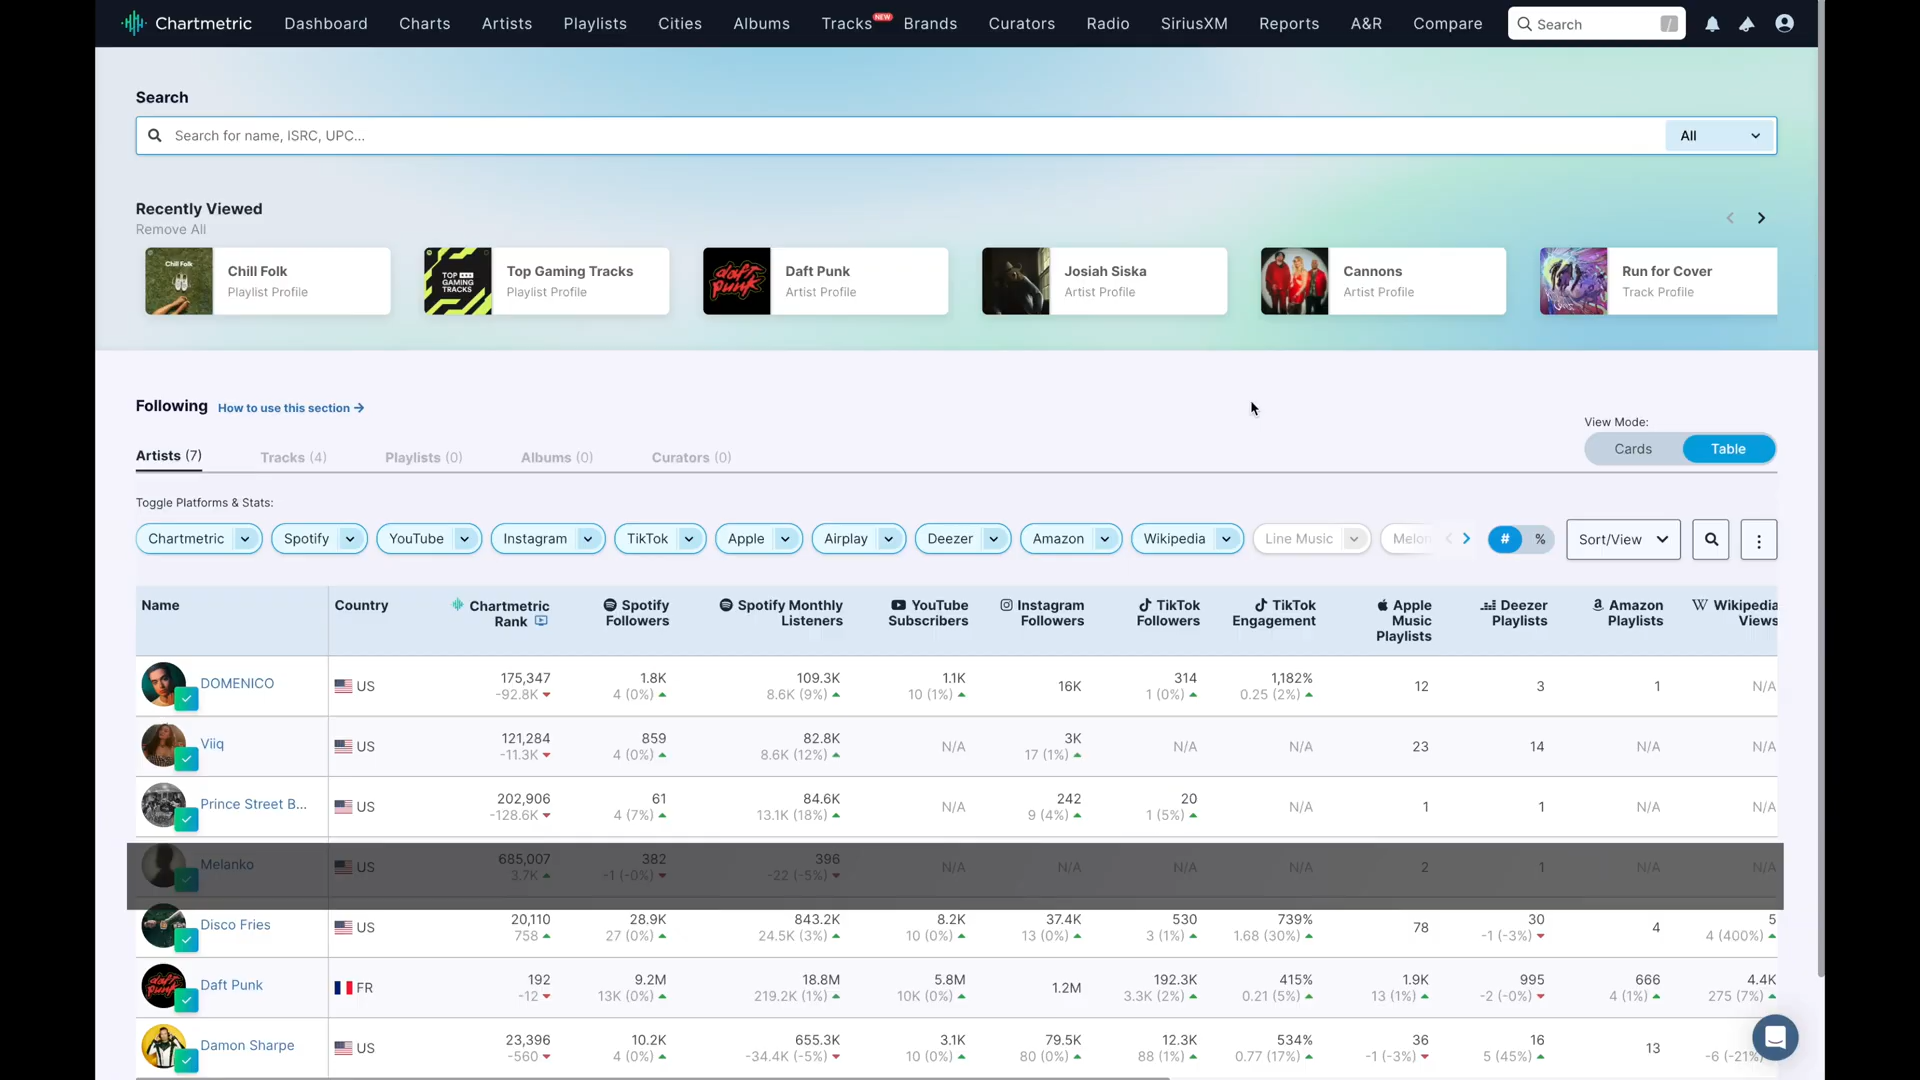 Chartmetric Dashboard Charts Artists Playlists Cities Albums Tracks NEW Brands Curators Radio SiriusXM Reports A&R Compare Search /
Search
Search for name, ISRC, UPC... All
Recently Viewed
Remove All
Chill Folk
Chill Folk
Playlist Profile
TOP
GAMING
TRACKS
Top Gaming Tracks
Playlist Profile
daft punk
Daft Punk
Artist Profile
Josiah Siska
Artist Profile
Cannons
Artist Profile
Run for Cover
Track Profile
Following How to use this section →
View Mode:
Cards Table
Artists (7) Tracks (4) Playlists (0) Albums (0) Curators (0)
Toggle Platforms & Stats:
Chartmetric Spotify YouTube Instagram TikTok Apple Airplay Deezer Amazon Wikipedia Line Music Melon # % Sort/View
Name Country Chartmetric Rank Spotify Followers Spotify Monthly Listeners YouTube Subscribers Instagram Followers TikTok Followers TikTok Engagement Apple Music Playlists Deezer Playlists Amazon Playlists Wikipedia Views
DOMENICO US 175,347 1.8K 109.3K 1.1K 16K 314 1,182% 12 3 1 N/A
-92.8K 4 (0%) 8.6K (9%) 10 (1%) 1 (0%) 0.25 (2%)
Viiq US 121,284 859 82.8K N/A 3K N/A N/A 23 14 N/A N/A
-11.3K 4 (0%) 8.6K (12%) 17 (1%)
Prince Street B... US 202,906 61 84.6K N/A 242 20 N/A 1 1 N/A N/A
-128.6K 4 (7%) 13.1K (18%) 9 (4%) 1 (5%)
Melanko US 685,007 382 396 N/A N/A N/A N/A 2 1 N/A N/A
3.7K -1 (-0%) -22 (-5%)
Disco Fries US 20,110 28.9K 843.2K 8.2K 37.4K 530 739% 78 30 4 5
758 27 (0%) 24.5K (3%) 10 (0%) 13 (0%) 3 (1%) 1.68 (30%) -1 (-3%) 4 (400%)
daft punk
Daft Punk FR 192 9.2M 18.8M 5.8M 1.2M 192.3K 415% 1.9K 995 666 4.4K
-12 13K (0%) 219.2K (1%) 10K (0%) 3.3K (2%) 0.21 (5%) 13 (1%) -2 (-0%) 4 (1%) 275 (7%)
Damon Sharpe US 23,396 10.2K 655.3K 3.1K 79.5K 12.3K 534% 36 16 13
-560 4 (0%) -34.4K (-5%) 10 (0%) 80 (0%) 88 (1%) 0.77 (17%) -1 (-3%) 5 (45%) -6 (-21%)